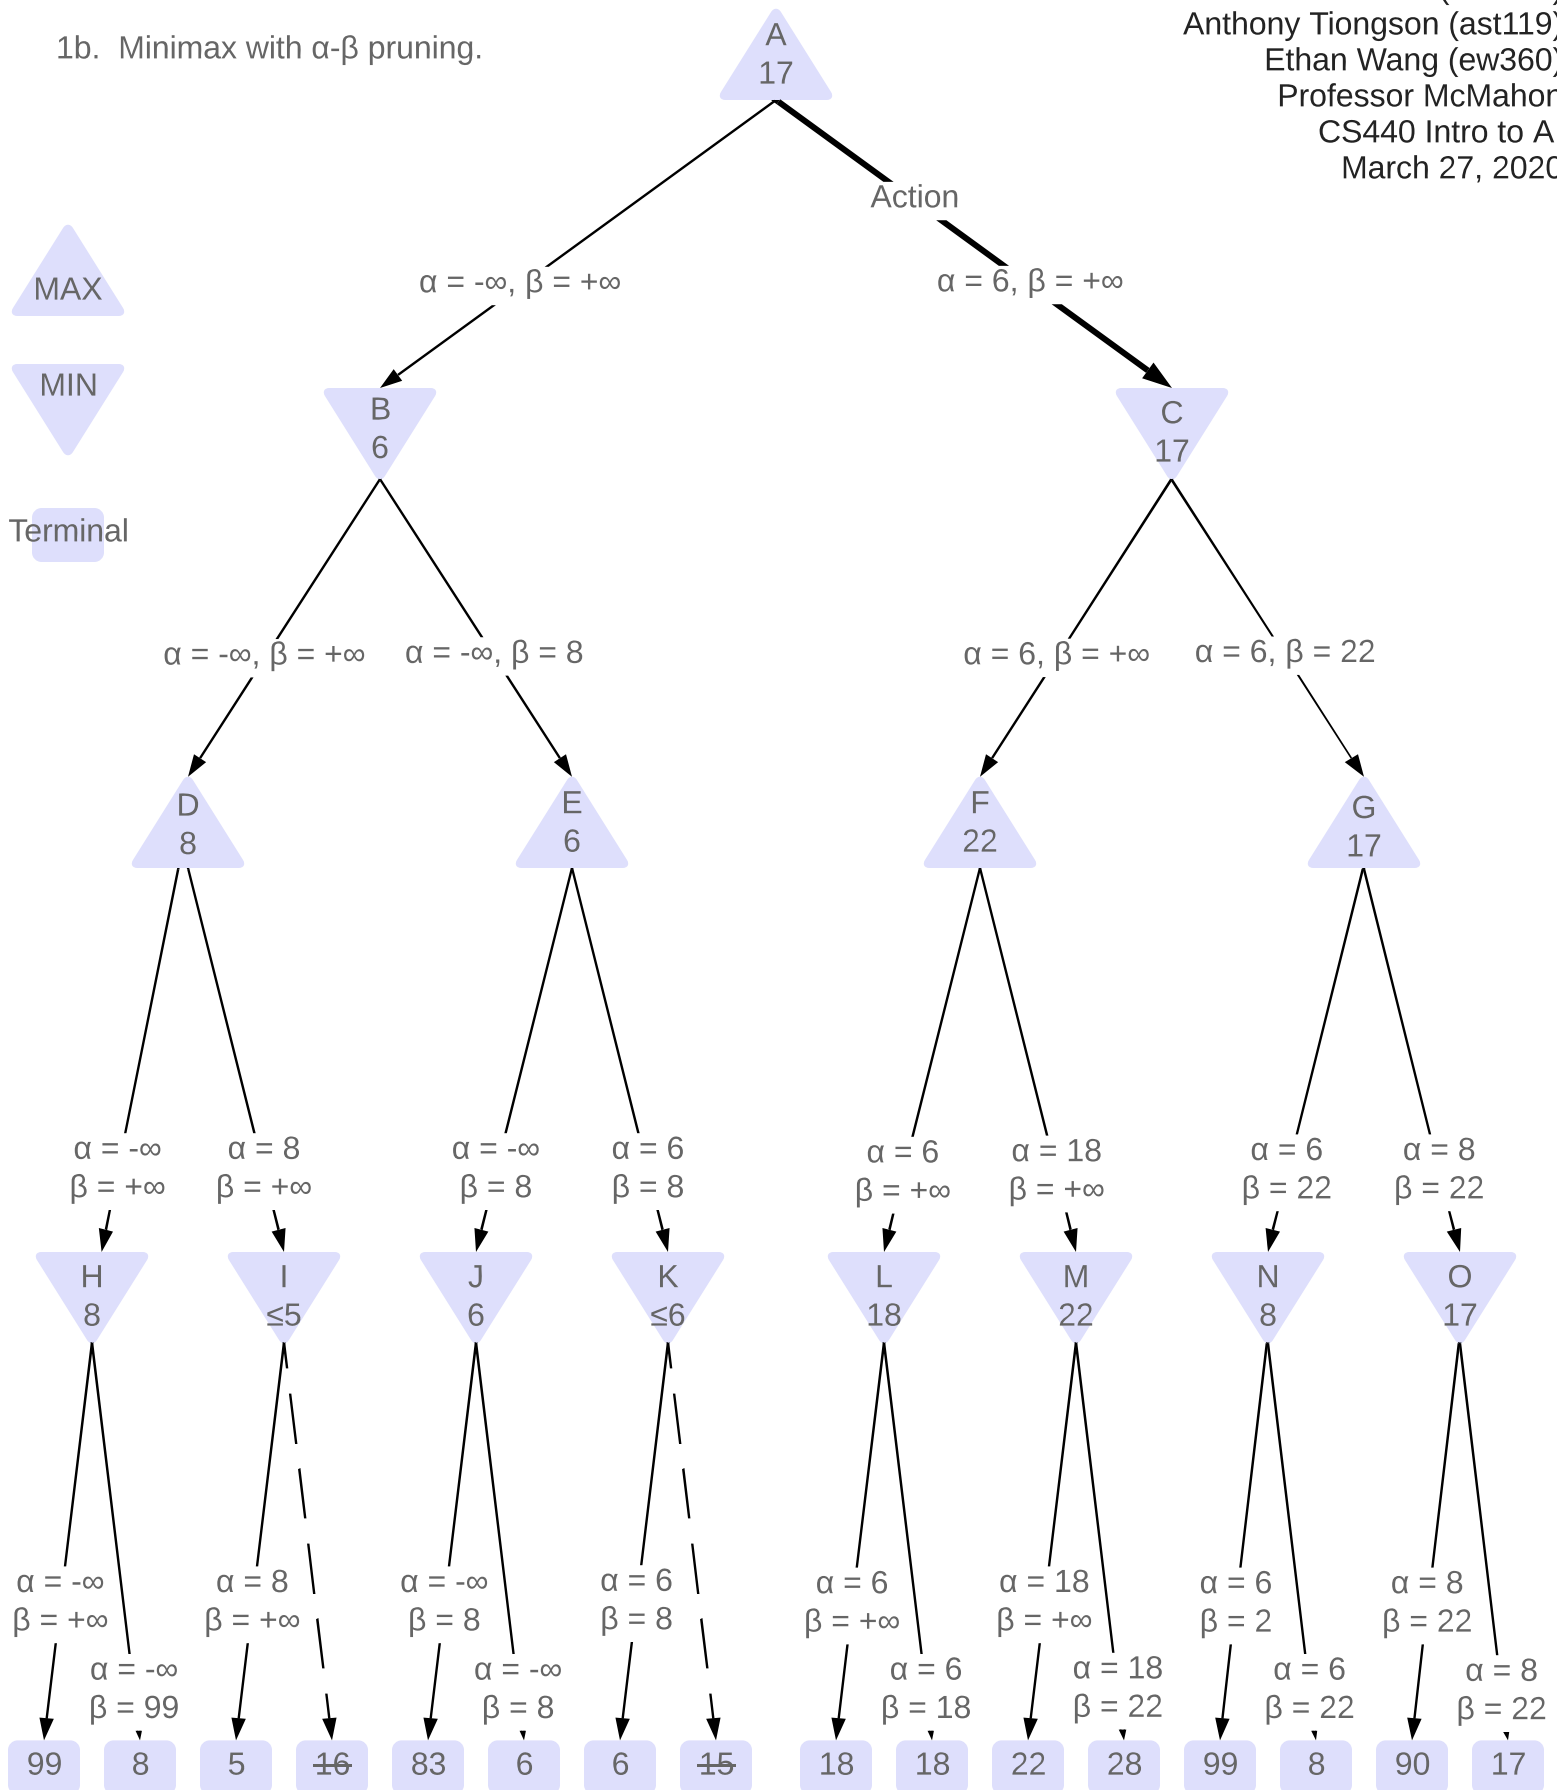 1b. Minimax with α-β pruning.
Anthony Tiongson (ast119)
Ethan Wang (ew360)
Professor McMahon
CS440 Intro to A
March 27, 2020
A
17
Action
α = -∞, β = +∞
α = 6, β = +∞
MAX
MIN
Terminal
B
6
C
17
α = -∞, β = +∞
α = -∞, β = 8
α = 6, β = +∞
α = 6, β = 22
D
8
E
6
F
22
G
17
α = -∞
β = +∞
α = 8
β = +∞
α = -∞
β = 8
α = 6
β = 8
α = 6
β = +∞
α = 18
β = +∞
α = 6
β = 22
α = 8
β = 22
H
8
I
≤5
J
6
K
≤6
L
18
M
22
N
8
O
17
α = -∞
β = +∞
α = -∞
β = 99
α = 8
β = +∞
α = -∞
β = 8
α = -∞
β = 8
α = 6
β = 8
α = 6
β = +∞
α = 6
β = 18
α = 18
β = +∞
α = 18
β = 22
α = 6
β = 2
α = 6
β = 22
α = 8
β = 22
α = 8
β = 22
99
8
5
16
83
6
6
15
18
18
22
28
99
8
90
17